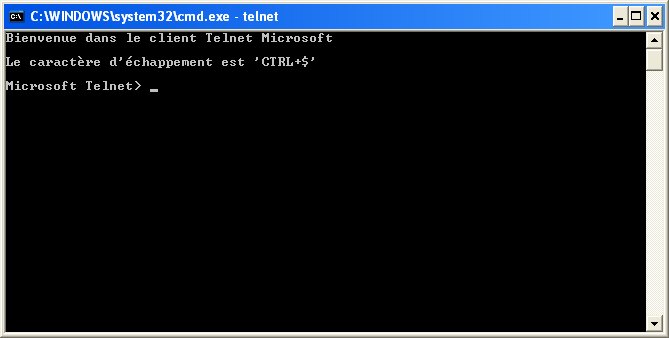 C:\WINDOWS\system32\cmd.exe - telnet
Bienvenue dans le client Telnet Microsoft
Le caractère d'échappement est 'CTRL+$'
Microsoft Telnet> _